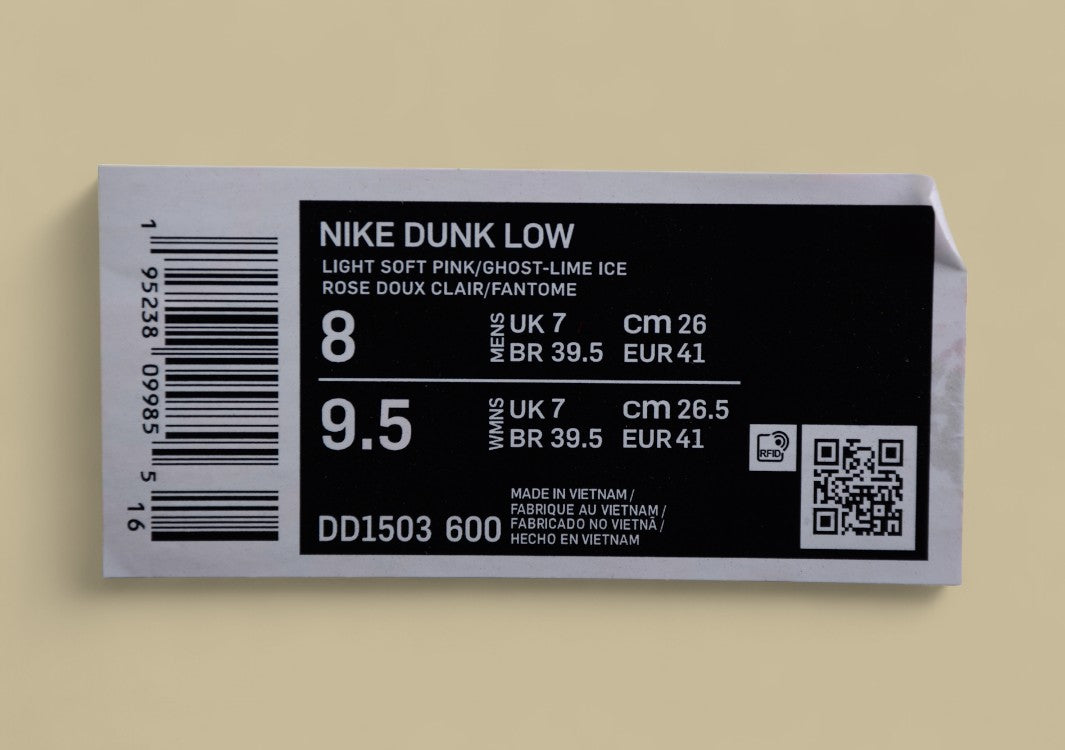 NIKE DUNK LOW
LIGHT SOFT PINK/GHOST-LIME ICE
ROSE DOUX CLAIR/FANTOME
8 MENS UK 7 cm 26
BR 39.5 EUR 41
9.5 WMNS UK 7 cm 26.5
BR 39.5 EUR 41
RFID
MADE IN VIETNAM /
FABRIQUE AU VIETNAM /
FABRICADO NO VIETNÃ /
HECHO EN VIETNAM
DD1503 600
1 95238 09985 5 16